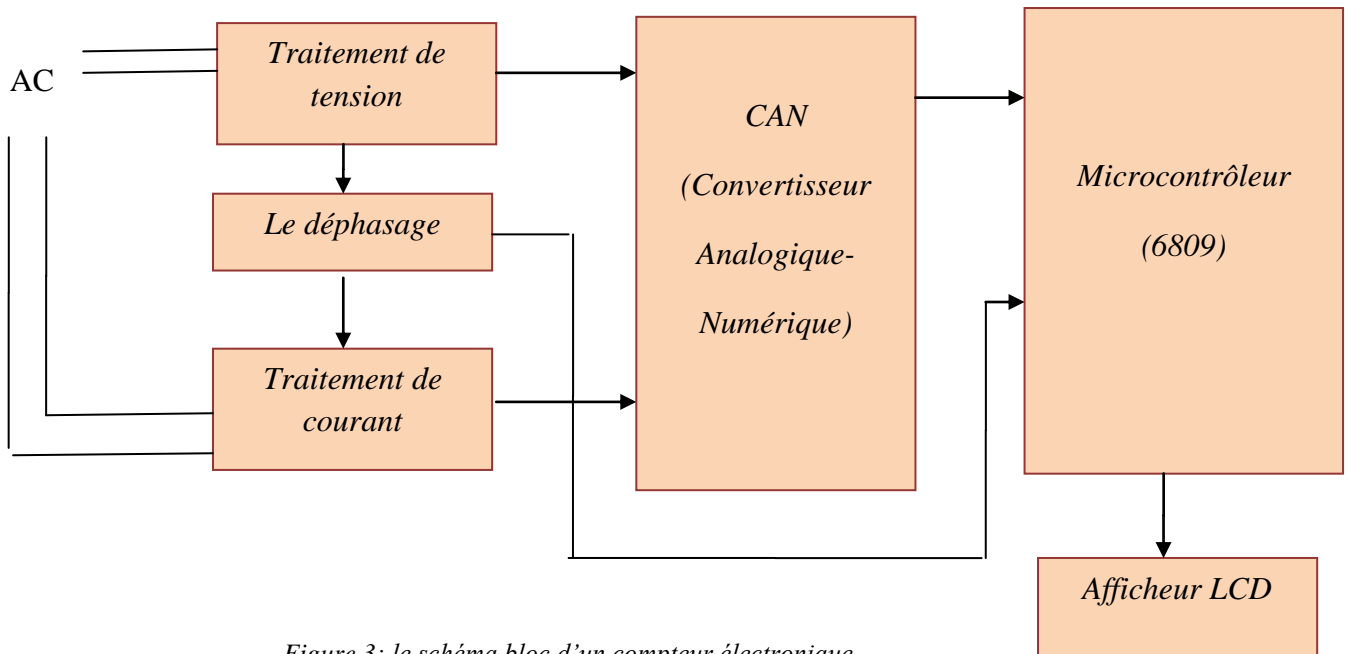 AC
Traitement de
tension
Le déphasage
Traitement de
courant
CAN
(Convertisseur
Analogique-
Numérique)
Microcontrôleur
(6809)
Afficheur LCD
Figure 3: le schéma bloc d'un compteur électronique